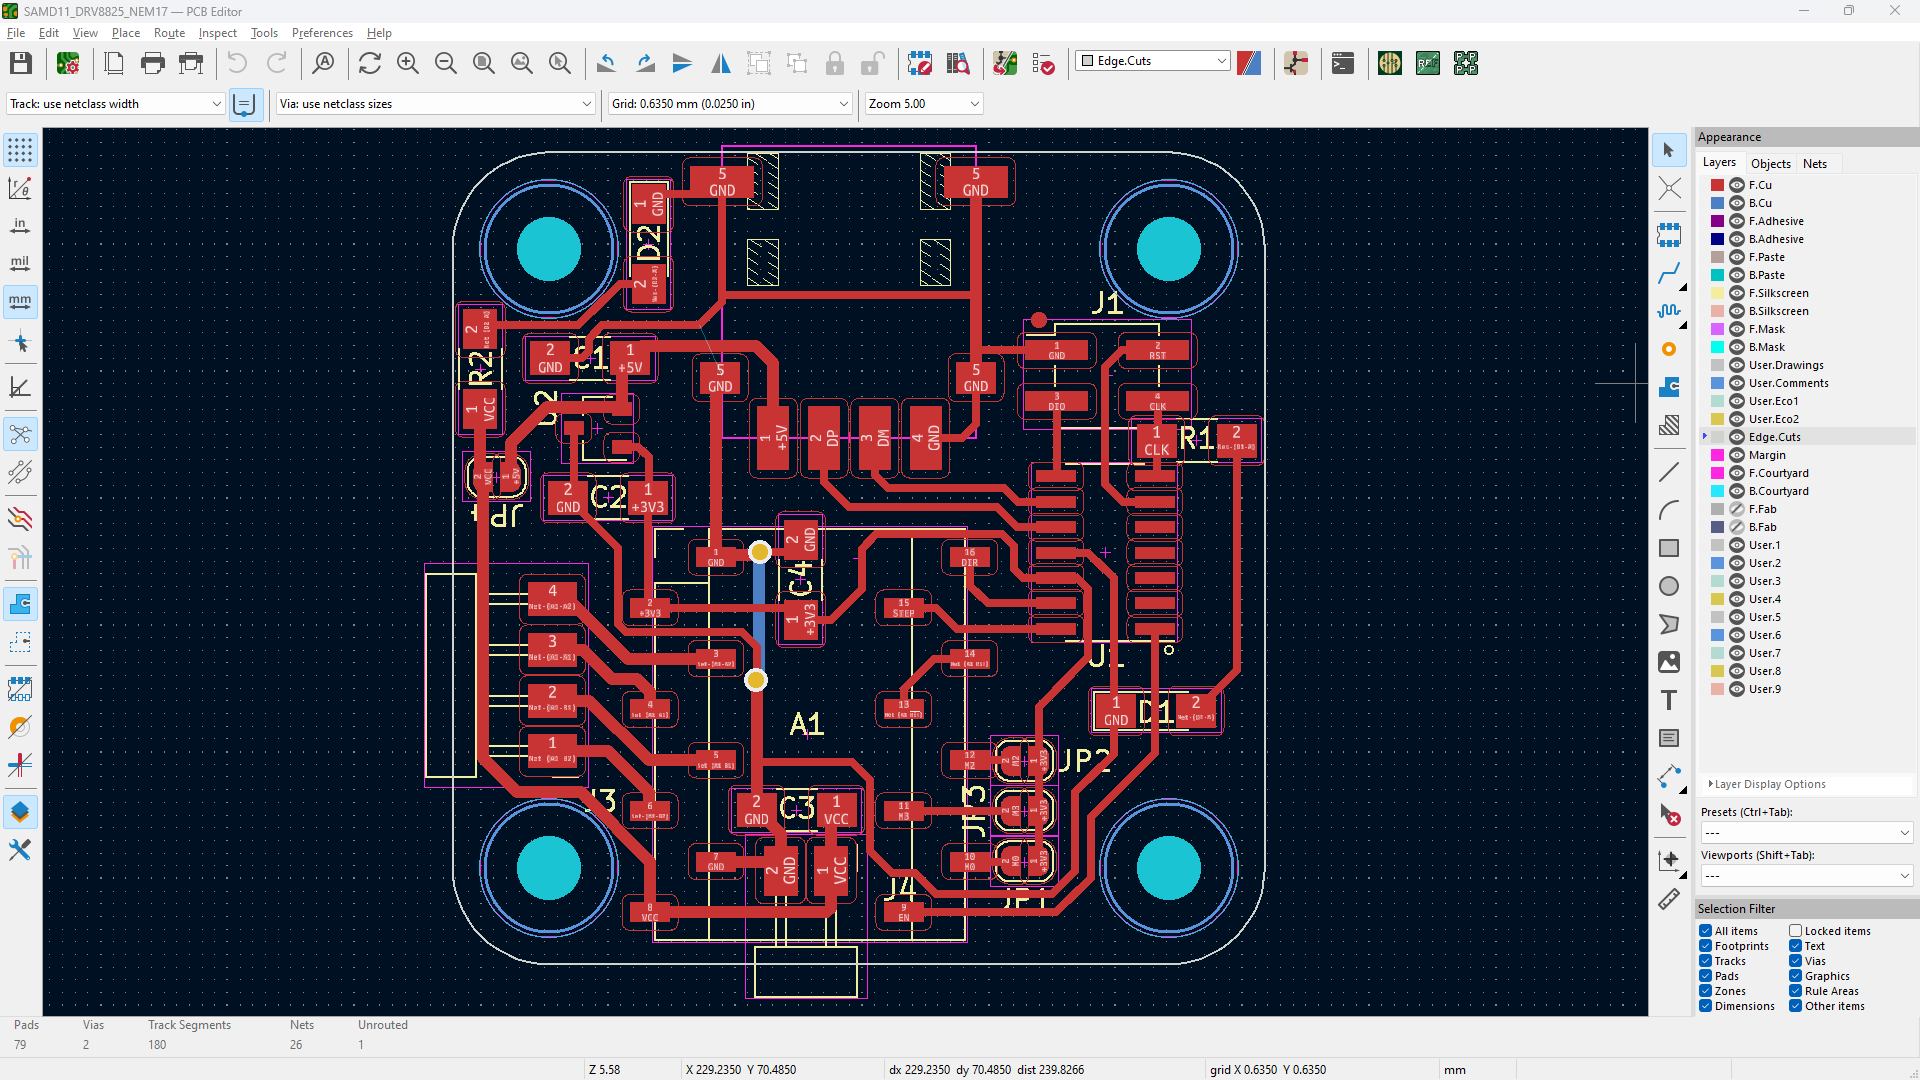 SAMD11_DRV8825_NEM17 — PCB Editor
File Edit View Place Route Inspect Tools Preferences Help
Edge.Cuts
Track: use netclass width
Via: use netclass sizes
Grid: 0.6350 mm (0.0250 in)
Zoom 5.00
in
mil
mm
Appearance
Layers Objects Nets
F.Cu
B.Cu
F.Adhesive
B.Adhesive
F.Paste
B.Paste
F.Silkscreen
B.Silkscreen
F.Mask
B.Mask
User.Drawings
User.Comments
User.Eco1
User.Eco2
Edge.Cuts
Margin
F.Courtyard
B.Courtyard
F.Fab
B.Fab
User.1
User.2
User.3
User.4
User.5
User.6
User.7
User.8
User.9
Layer Display Options
Presets (Ctrl+Tab):
---
Viewports (Shift+Tab):
---
Selection Filter
All items Locked items
Footprints Text
Tracks Vias
Pads Graphics
Zones Rule Areas
Dimensions Other items
5 GND
5 GND
1 GND
D2
2
J1
2
R2
1 VCC
2 GND
C1
1 +5V
5 GND
5 GND
1 GND
2 RST
3 DIO
4 CLK
1 +5V
2 DP
3 DM
4 GND
1 CLK
R1
2
JP4
2 GND
C2
1 +3V3
1 GND
2 GND
C4
1 +3V3
16 DIR
2 +3V3
15 STEP
4
3
2
1
3
14
4
13
A1
U1
1 GND
D1
2
5
12 M2
JP2
J3
6
2 GND
C3
1 VCC
11 M3
JP3
7 GND
2 GND
1 VCC
10 M0
J4
JP1
8 VCC
9 EN
Pads Vias Track Segments Nets Unrouted
79 2 180 26 1
Z 5.58
X 229.2350 Y 70.4850
dx 229.2350 dy 70.4850 dist 239.8266
grid X 0.6350 Y 0.6350
mm